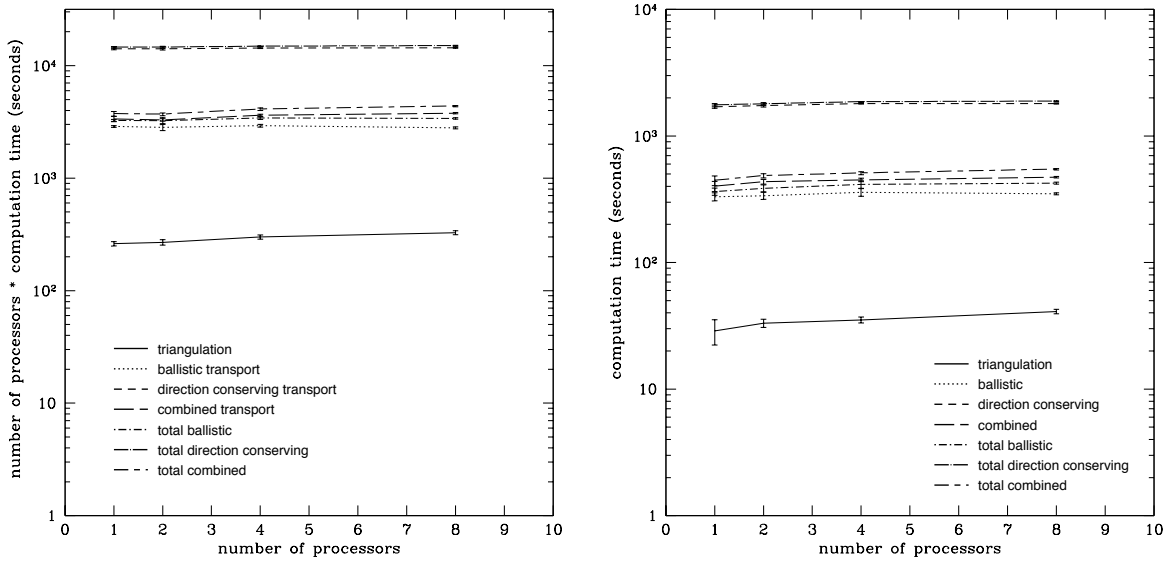 number of processors * computation time (seconds)
10⁴
10³
10²
10
1
triangulation
ballistic transport
direction conserving transport
combined transport
total ballistic
total direction conserving
total combined
0 1 2 3 4 5 6 7 8 9 10
number of processors
computation time (seconds)
10⁴
10³
10²
10
1
triangulation
ballistic
direction conserving
combined
total ballistic
total direction conserving
total combined
0 1 2 3 4 5 6 7 8 9 10
number of processors